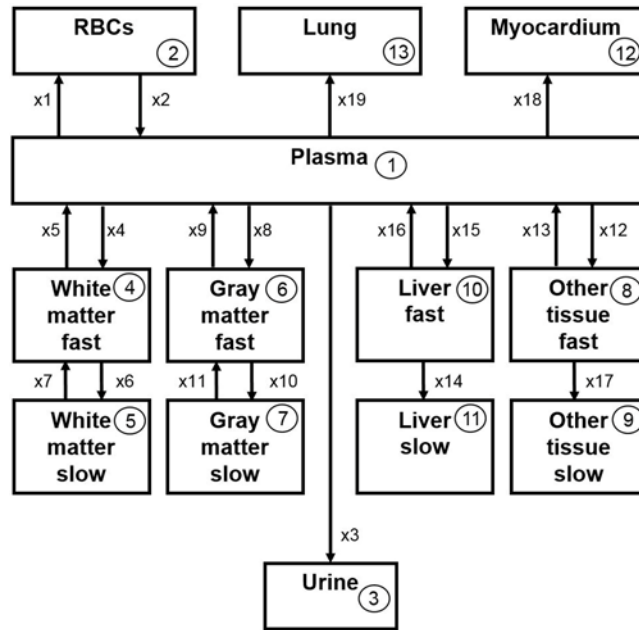 RBCs
2
Lung
13
Myocardium
12
x1
x2
x19
x18
Plasma
1
x5
x4
x9
x8
x16
x15
x13
x12
White
matter
fast
4
Gray
matter
fast
6
Liver
fast
10
Other
tissue
fast
8
x7
x6
x11
x10
x14
x17
White
matter
slow
5
Gray
matter
slow
7
Liver
slow
11
Other
tissue
slow
9
x3
Urine
3